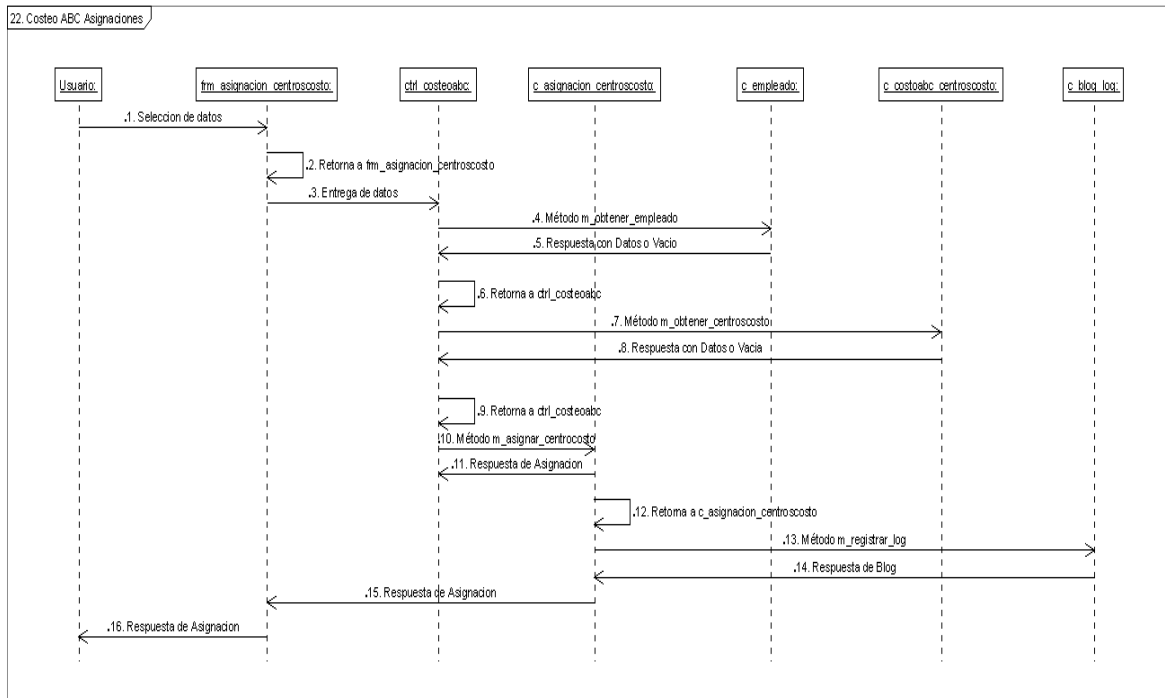 22. Costeo ABC Asignaciones
Usuario:
frm_asignacion_centroscosto:
ctrl_costeoabc:
c_asignacion_centroscosto:
c_empleado:
c_costoabc_centroscosto:
c_blog_log:
.1. Seleccion de datos
.2. Retorna a frm_asignacion_centroscosto
.3. Entrega de datos
.4. Método m_obtener_empleado
.5. Respuesta con Datos o Vacio
.6. Retorna a ctrl_costeoabc
.7. Método m_obtener_centroscosto
.8. Respuesta con Datos o Vacia
.9. Retorna a ctrl_costeoabc
.10. Método m_asignar_centrocosto
.11. Respuesta de Asignacion
.12. Retorna a c_asignacion_centroscosto
.13. Método m_registrar_log
.14. Respuesta de Blog
.15. Respuesta de Asignacion
.16. Respuesta de Asignacion